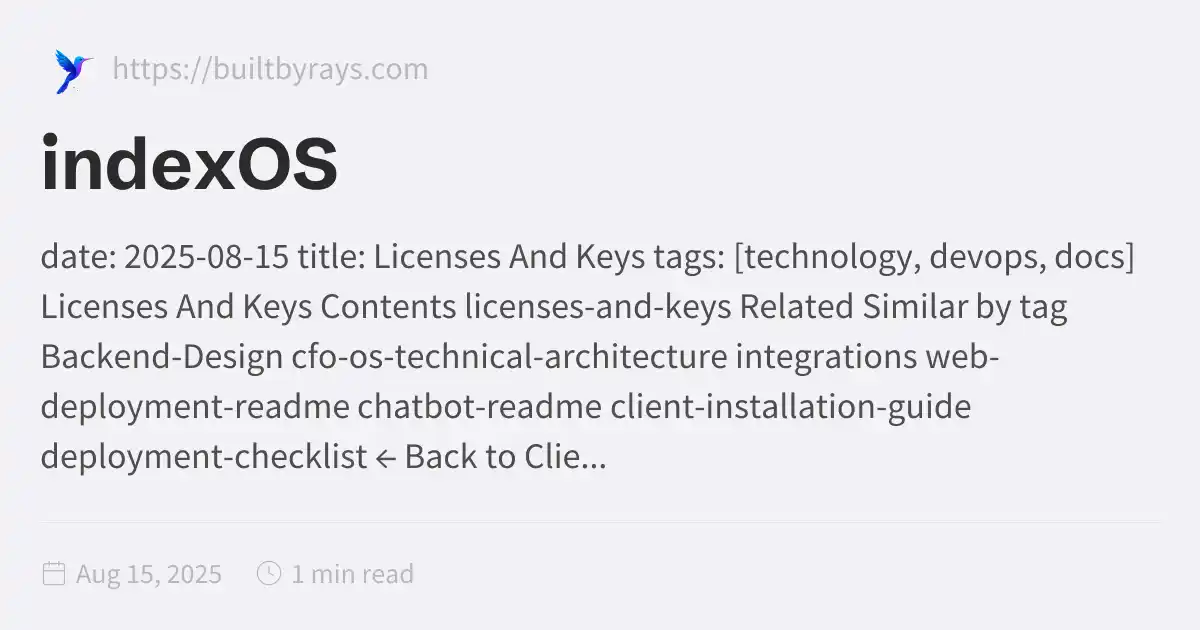 https://builtbyrays.com
indexOS
date: 2025-08-15 title: Licenses And Keys tags: [technology, devops, docs]
Licenses And Keys Contents licenses-and-keys Related Similar by tag
Backend-Design cfo-os-technical-architecture integrations web-
deployment-readme chatbot-readme client-installation-guide
deployment-checklist ← Back to Clie...
Aug 15, 2025 1 min read